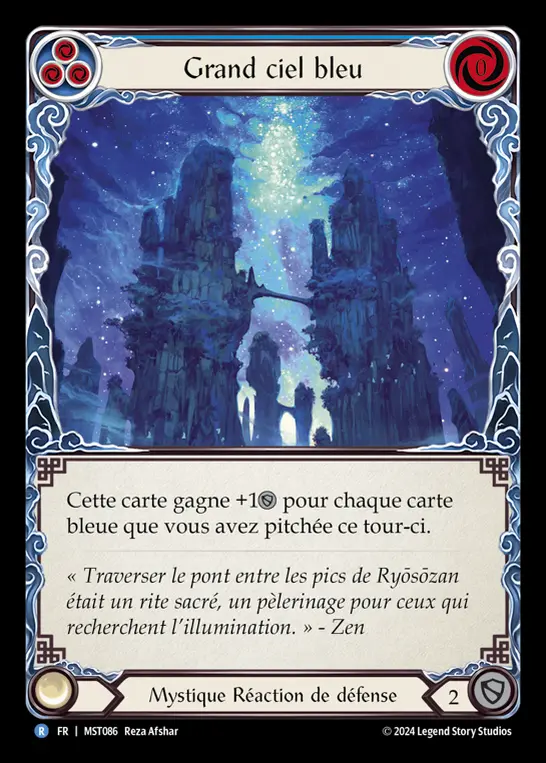 Grand ciel bleu
0
Cette carte gagne +1 pour chaque carte
bleue que vous avez pitchée ce tour-ci.
« Traverser le pont entre les pics de Ryōsōzan
était un rite sacré, un pèlerinage pour ceux qui
recherchent l'illumination. » - Zen
Mystique Réaction de défense
2
R FR | MST086 Reza Afshar
© 2024 Legend Story Studios